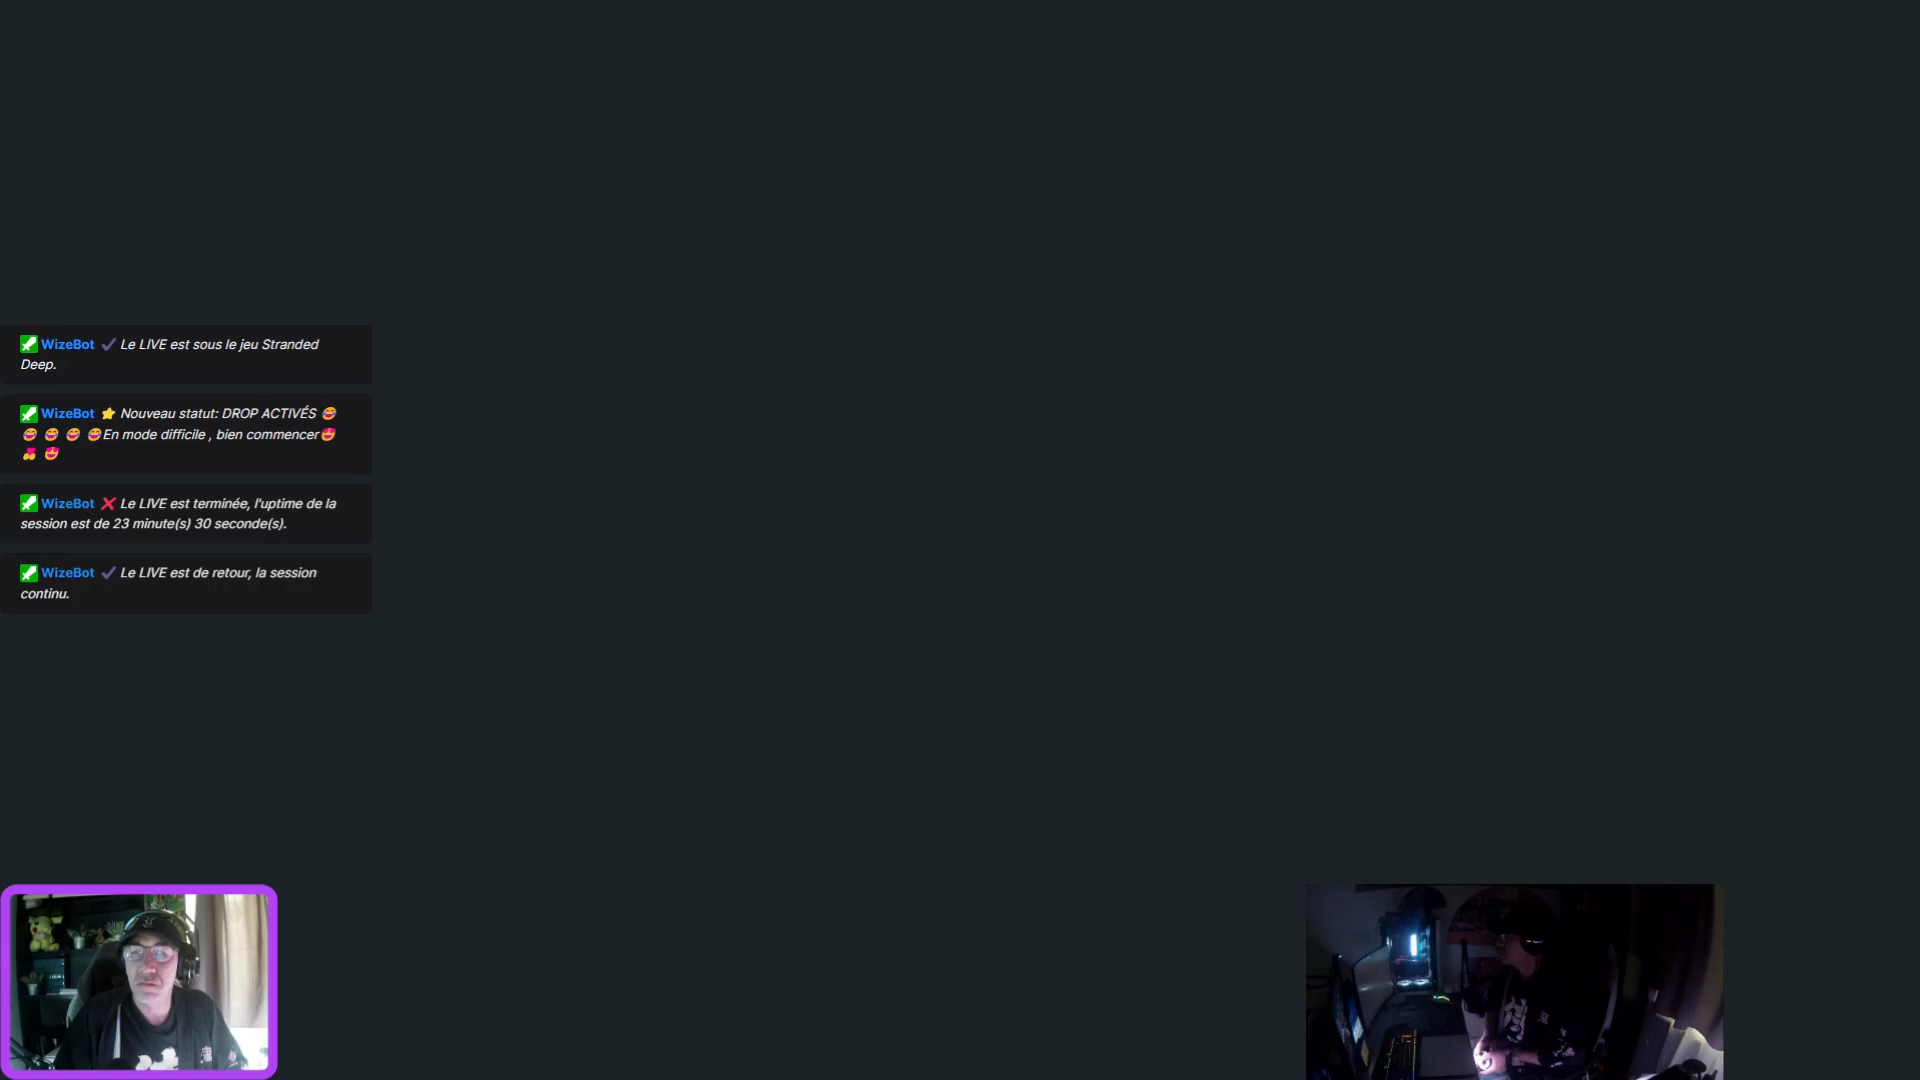 WizeBot ✔ Le LIVE est sous le jeu Stranded
Deep.
WizeBot ⭐ Nouveau statut: DROP ACTIVÉS 😂
😂 😂 😂 😂En mode difficile , bien commencer🤩
💏 🤩
WizeBot ❌ Le LIVE est terminée, l'uptime de la
session est de 23 minute(s) 30 seconde(s).
WizeBot ✔ Le LIVE est de retour, la session
continu.